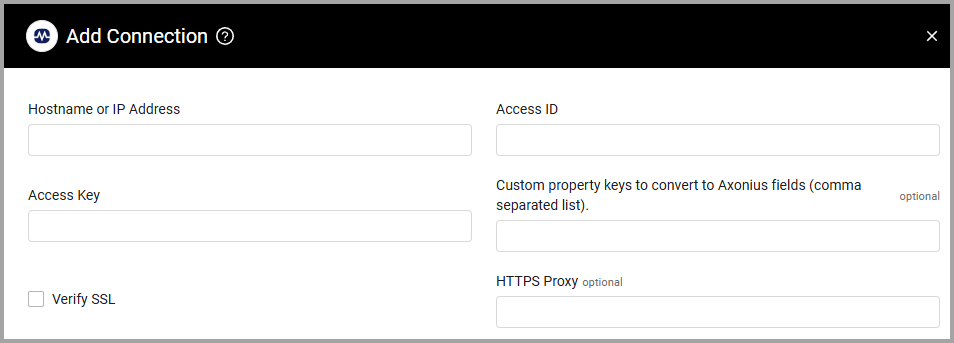 Add Connection ?
Hostname or IP Address
Access ID
Access Key
Custom property keys to convert to Axonius fields (comma
separated list).
optional
Verify SSL
HTTPS Proxy optional